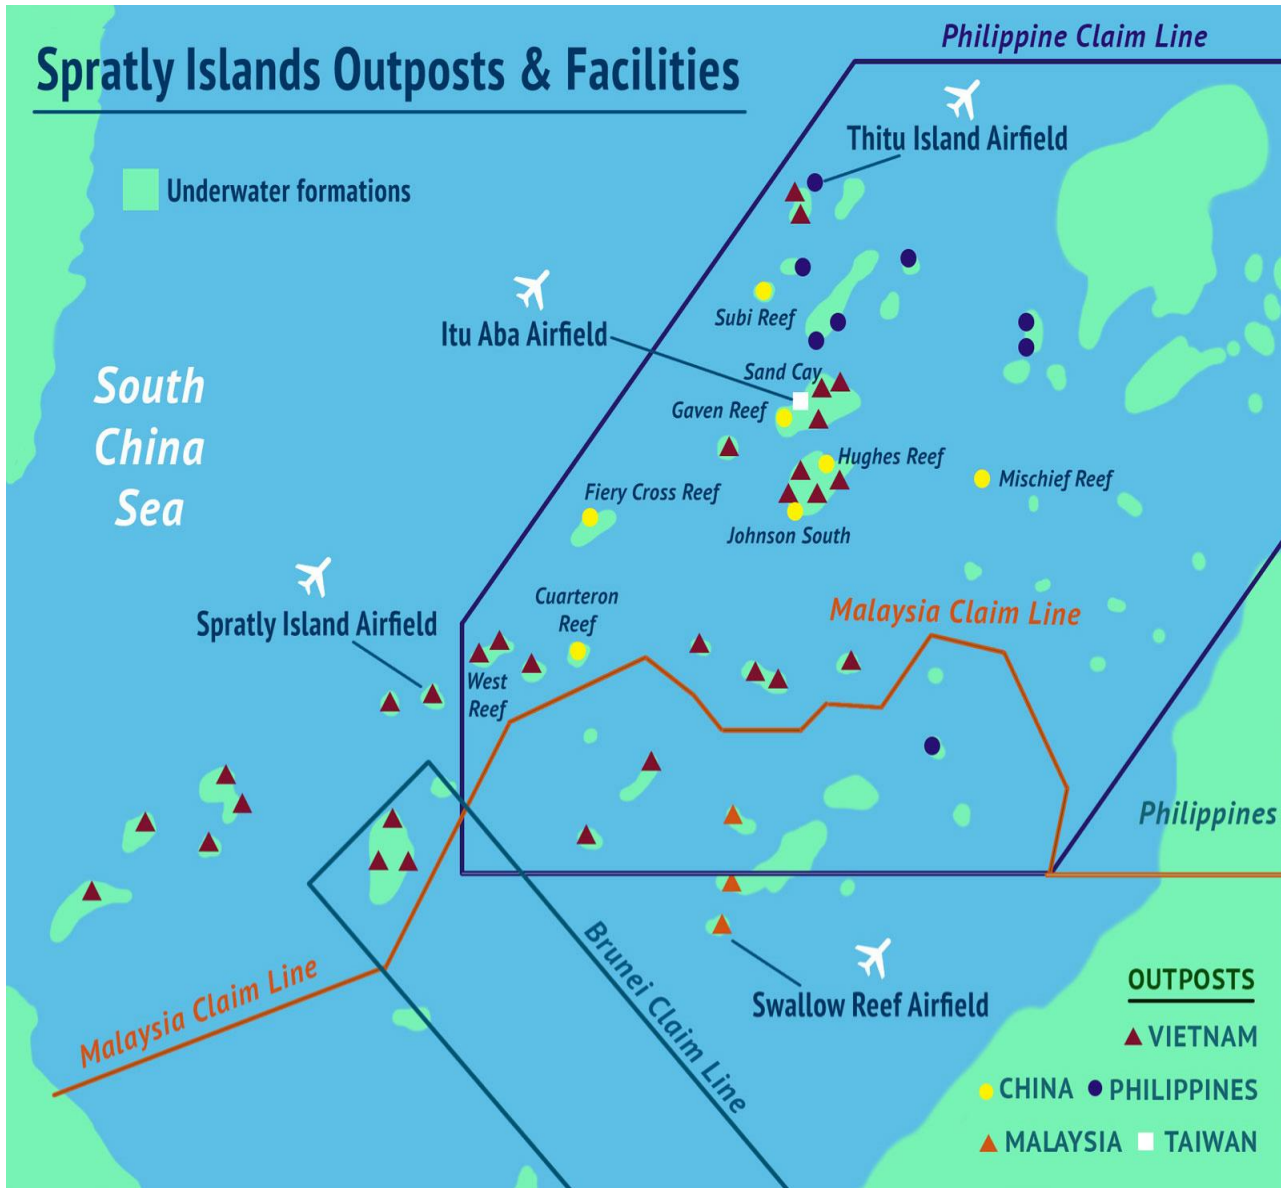 Philippine Claim Line
Spratly Islands Outposts & Facilities
Thitu Island Airfield
Underwater formations
Subi Reef
Itu Aba Airfield
Sand Cay
South
China
Sea
Gaven Reef
Hughes Reef
Mischief Reef
Fiery Cross Reef
Johnson South
Cuarteron
Reef
Malaysia Claim Line
Spratly Island Airfield
West
Reef
Philippines
Brunei Claim Line
Malaysia Claim Line
Swallow Reef Airfield
OUTPOSTS
VIETNAM
CHINA
PHILIPPINES
MALAYSIA
TAIWAN